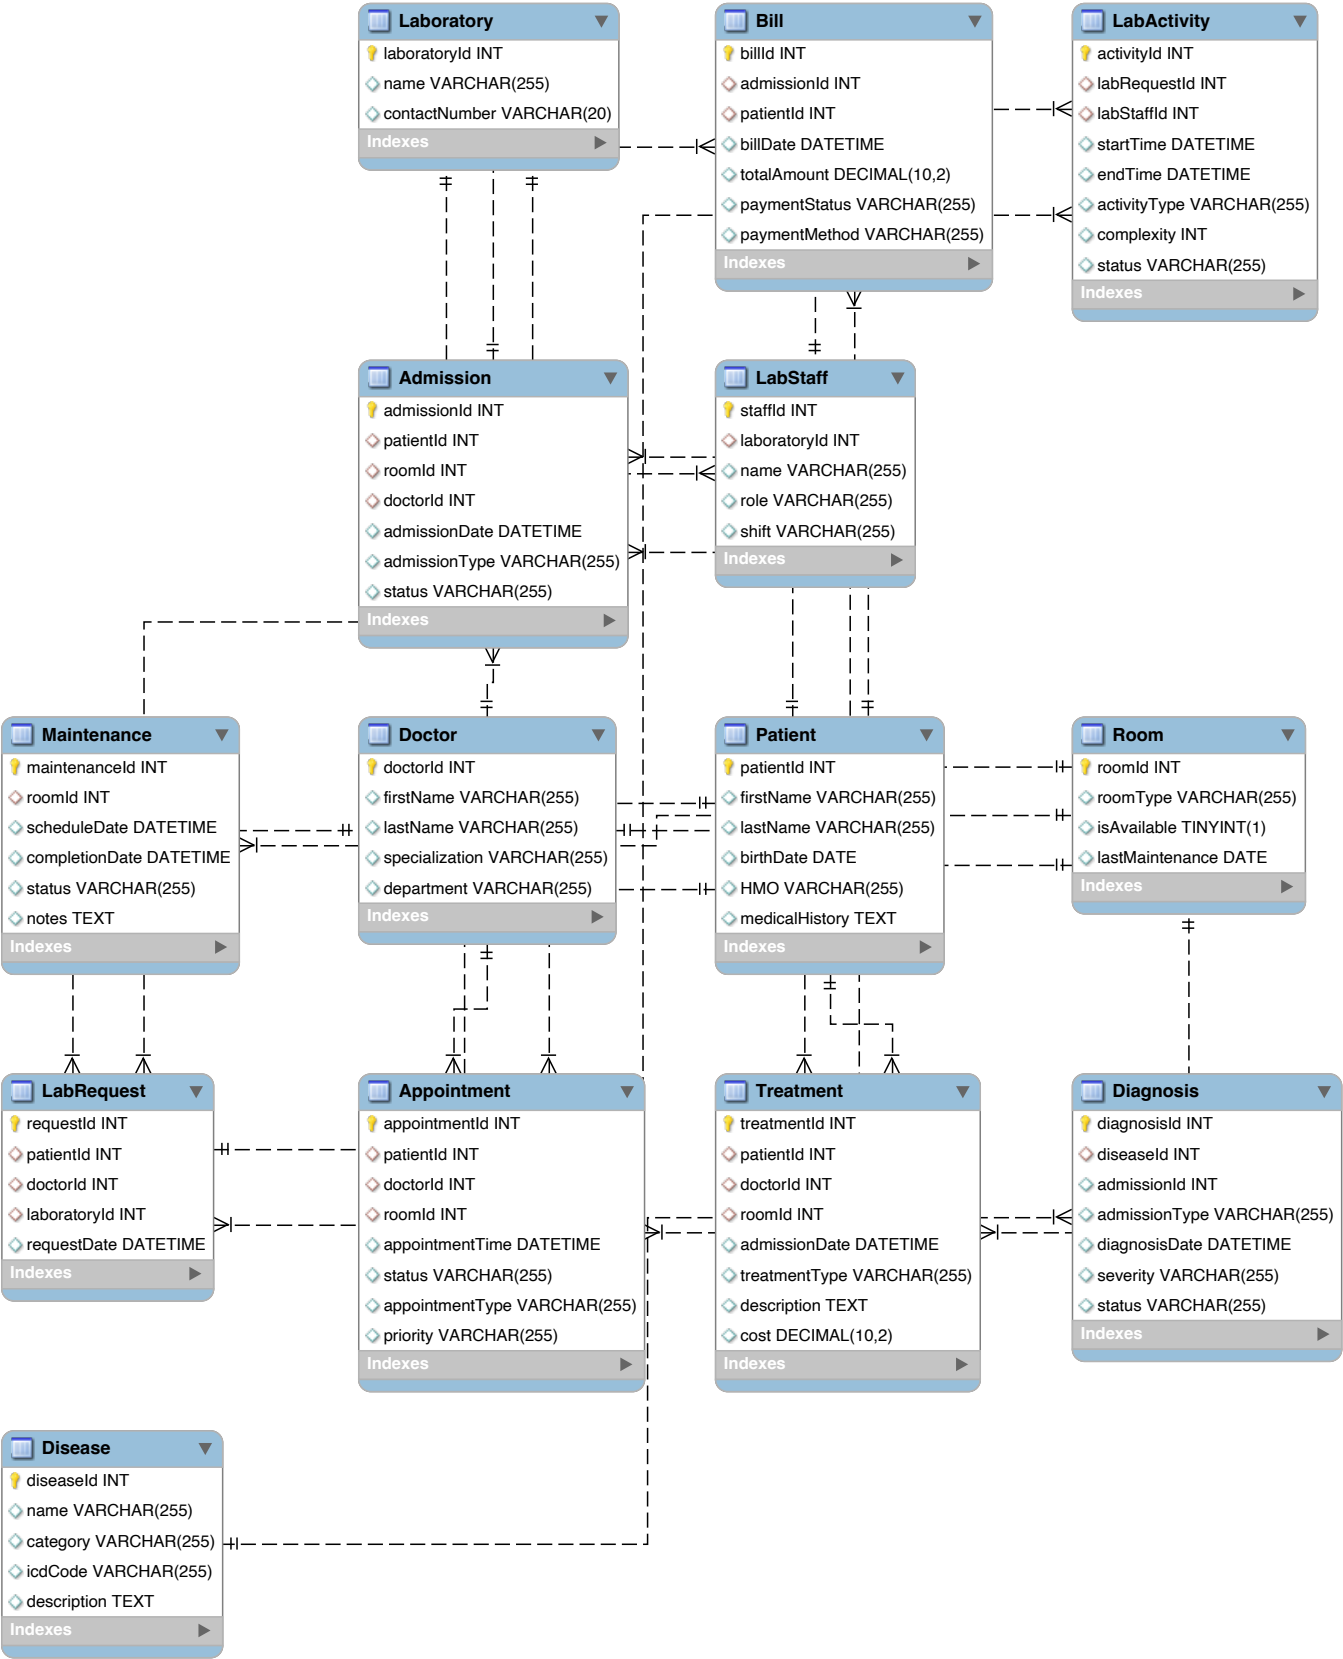 Laboratory
laboratoryId INT
name VARCHAR(255)
contactNumber VARCHAR(20)
Indexes
Bill
billId INT
admissionId INT
patientId INT
billDate DATETIME
totalAmount DECIMAL(10,2)
paymentStatus VARCHAR(255)
paymentMethod VARCHAR(255)
Indexes
LabActivity
activityId INT
labRequestId INT
labStaffId INT
startTime DATETIME
endTime DATETIME
activityType VARCHAR(255)
complexity INT
status VARCHAR(255)
Indexes
Admission
admissionId INT
patientId INT
roomId INT
doctorId INT
admissionDate DATETIME
admissionType VARCHAR(255)
status VARCHAR(255)
Indexes
LabStaff
staffId INT
laboratoryId INT
name VARCHAR(255)
role VARCHAR(255)
shift VARCHAR(255)
Indexes
Maintenance
maintenanceId INT
roomId INT
scheduleDate DATETIME
completionDate DATETIME
status VARCHAR(255)
notes TEXT
Indexes
Doctor
doctorId INT
firstName VARCHAR(255)
lastName VARCHAR(255)
specialization VARCHAR(255)
department VARCHAR(255)
Indexes
Patient
patientId INT
firstName VARCHAR(255)
lastName VARCHAR(255)
birthDate DATE
HMO VARCHAR(255)
medicalHistory TEXT
Indexes
Room
roomId INT
roomType VARCHAR(255)
isAvailable TINYINT(1)
lastMaintenance DATE
Indexes
LabRequest
requestId INT
patientId INT
doctorId INT
laboratoryId INT
requestDate DATETIME
Indexes
Appointment
appointmentId INT
patientId INT
doctorId INT
roomId INT
appointmentTime DATETIME
status VARCHAR(255)
appointmentType VARCHAR(255)
priority VARCHAR(255)
Indexes
Treatment
treatmentId INT
patientId INT
doctorId INT
roomId INT
admissionDate DATETIME
treatmentType VARCHAR(255)
description TEXT
cost DECIMAL(10,2)
Indexes
Diagnosis
diagnosisId INT
diseaseId INT
admissionId INT
admissionType VARCHAR(255)
diagnosisDate DATETIME
severity VARCHAR(255)
status VARCHAR(255)
Indexes
Disease
diseaseId INT
name VARCHAR(255)
category VARCHAR(255)
icdCode VARCHAR(255)
description TEXT
Indexes